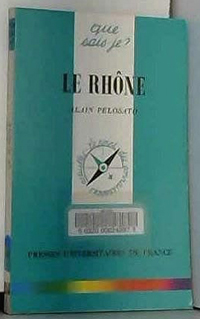 que
sais-je?
LE RHÔNE
ALAIN PELOSATO
PRESSES UNIVERSITAIRES DE FRANCE